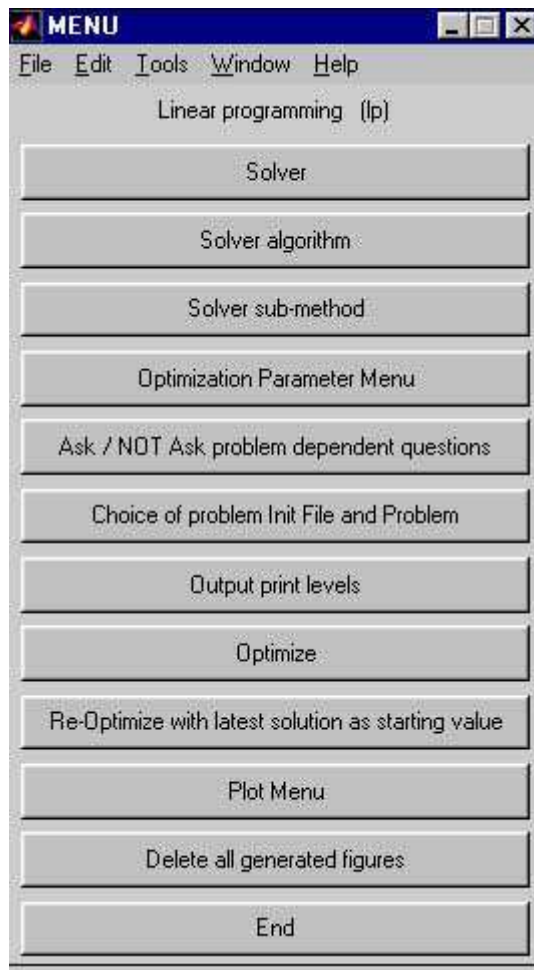 MENU
File Edit Tools Window Help
Linear programming (lp)
Solver
Solver algorithm
Solver sub-method
Optimization Parameter Menu
Ask / NOT Ask problem dependent questions
Choice of problem Init File and Problem
Output print levels
Optimize
Re-Optimize with latest solution as starting value
Plot Menu
Delete all generated figures
End